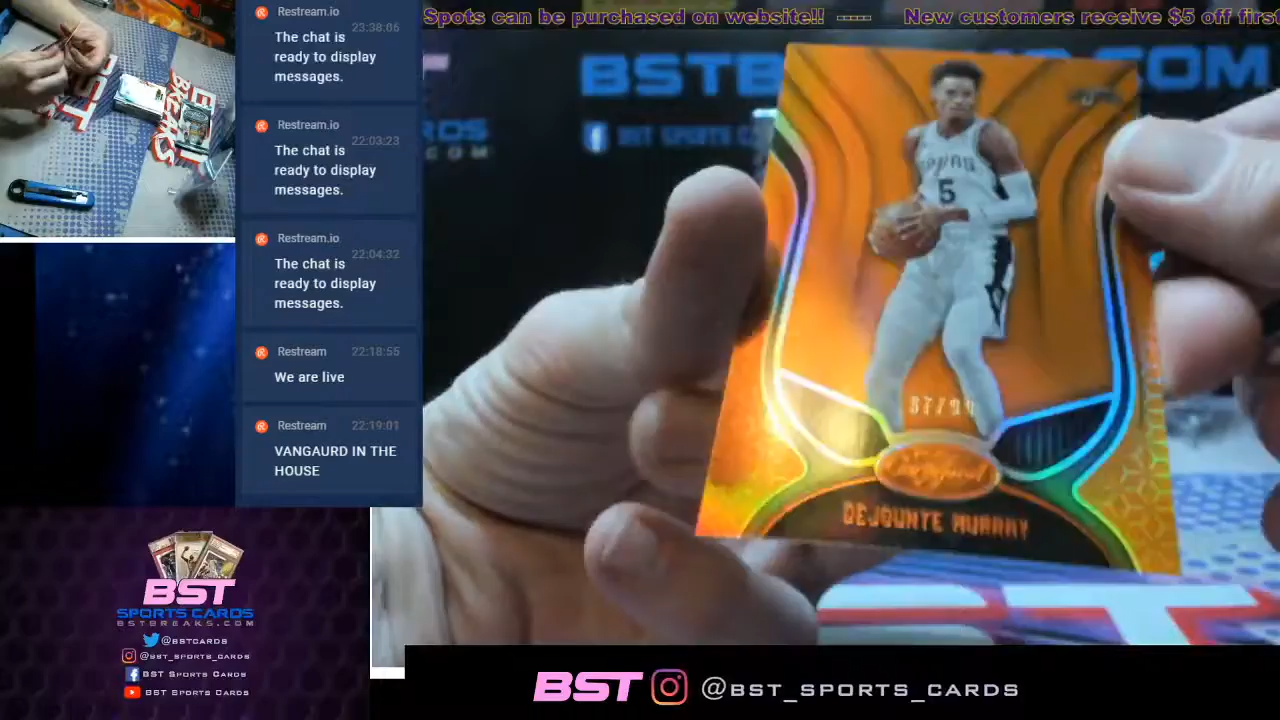 Spots can be purchased on website!! ----- New customers receive $5 off first
Restream.io
23:38:06
The chat is
ready to display
messages.
Restream.io
22:03:23
The chat is
ready to display
messages.
Restream.io
22:04:32
The chat is
ready to display
messages.
Restream 22:18:55
We are live
Restream 22:19:01
VANGAURD IN THE
HOUSE
BST
BREAKS
SPURS
5
Certified
DEJOUNTE MURRAY
BST
SPORTS CARDS
BSTBREAKS.COM
@BSTCARDS
@BST_SPORTS_CARDS
BST SPORTS CARDS
BST SPORTS CARDS
BST @BST_SPORTS_CARDS